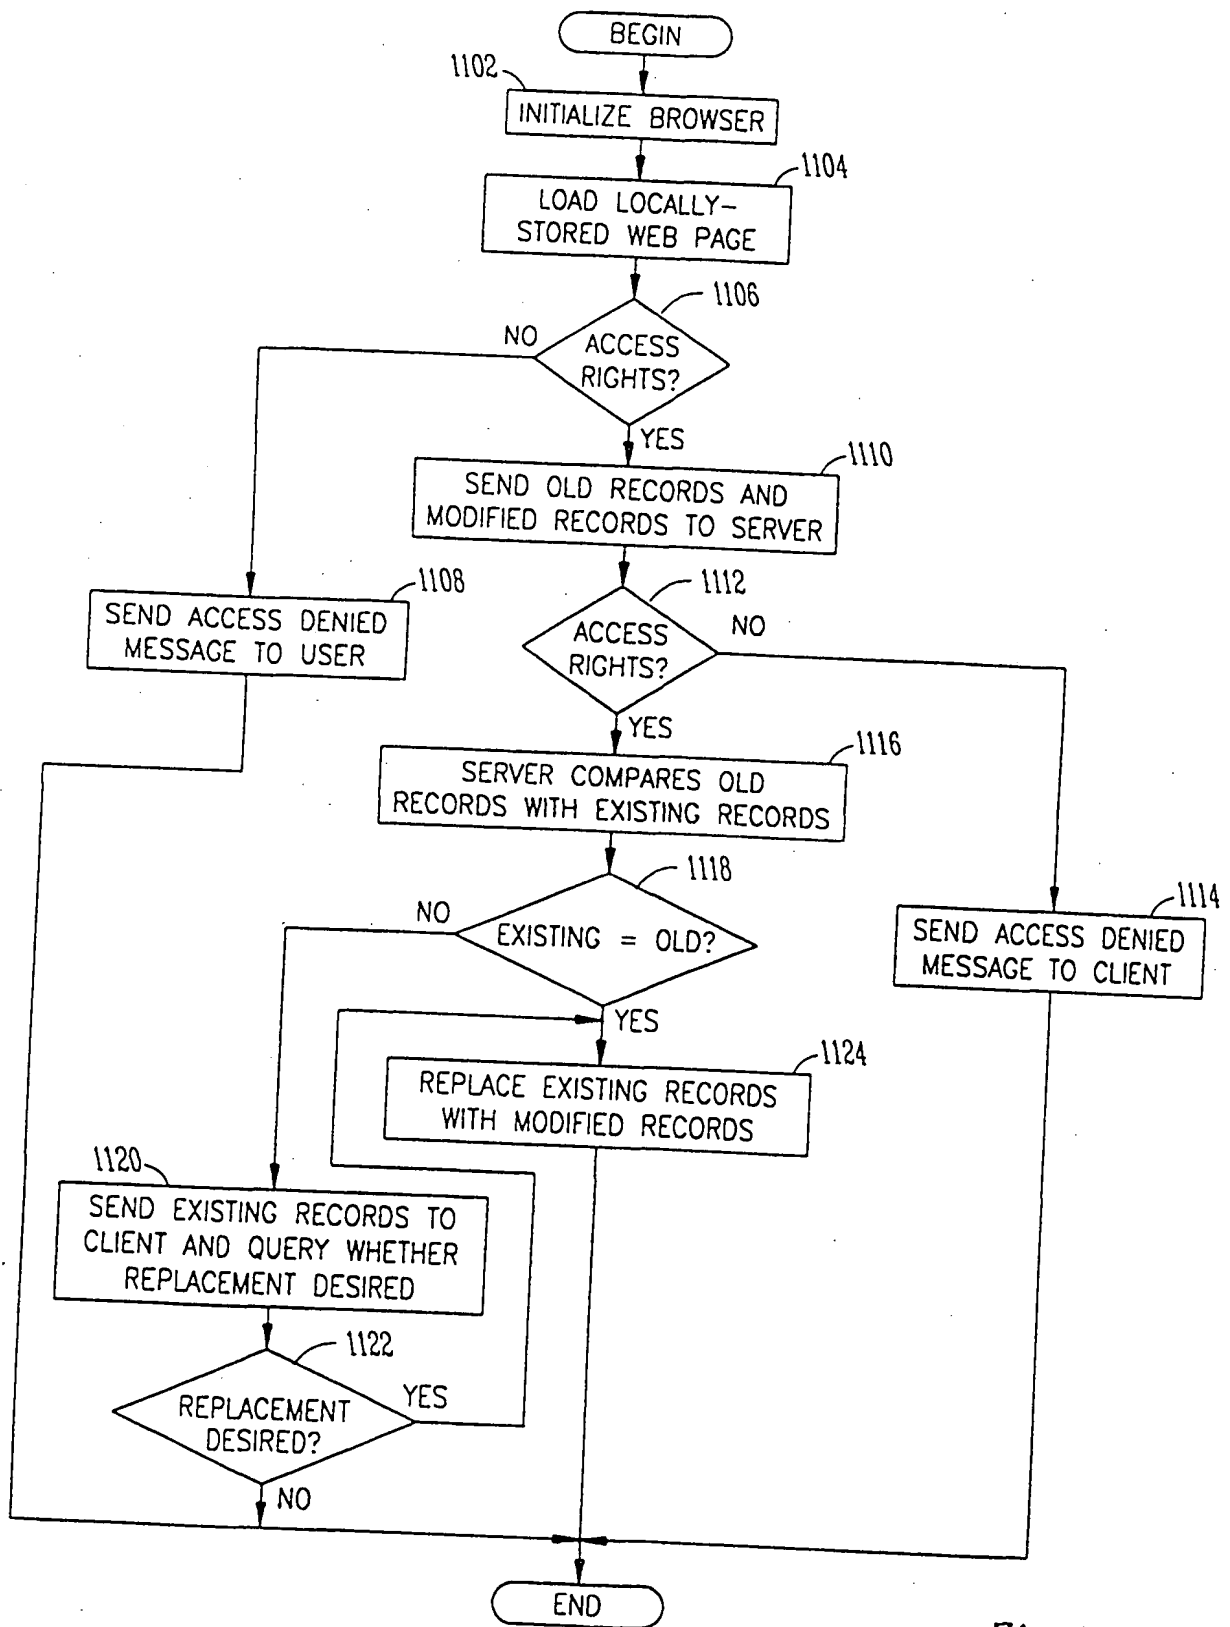 BEGIN
1102
INITIALIZE BROWSER
1104
LOAD LOCALLY-
STORED WEB PAGE
1106
NO
ACCESS
RIGHTS?
YES
1110
SEND OLD RECORDS AND
MODIFIED RECORDS TO SERVER
1108
SEND ACCESS DENIED
MESSAGE TO USER
1112
NO
ACCESS
RIGHTS?
YES
1116
SERVER COMPARES OLD
RECORDS WITH EXISTING RECORDS
1118
NO
EXISTING = OLD?
1114
SEND ACCESS DENIED
MESSAGE TO CLIENT
YES
1124
REPLACE EXISTING RECORDS
WITH MODIFIED RECORDS
1120
SEND EXISTING RECORDS TO
CLIENT AND QUERY WHETHER
REPLACEMENT DESIRED
1122
YES
REPLACEMENT
DESIRED?
NO
END